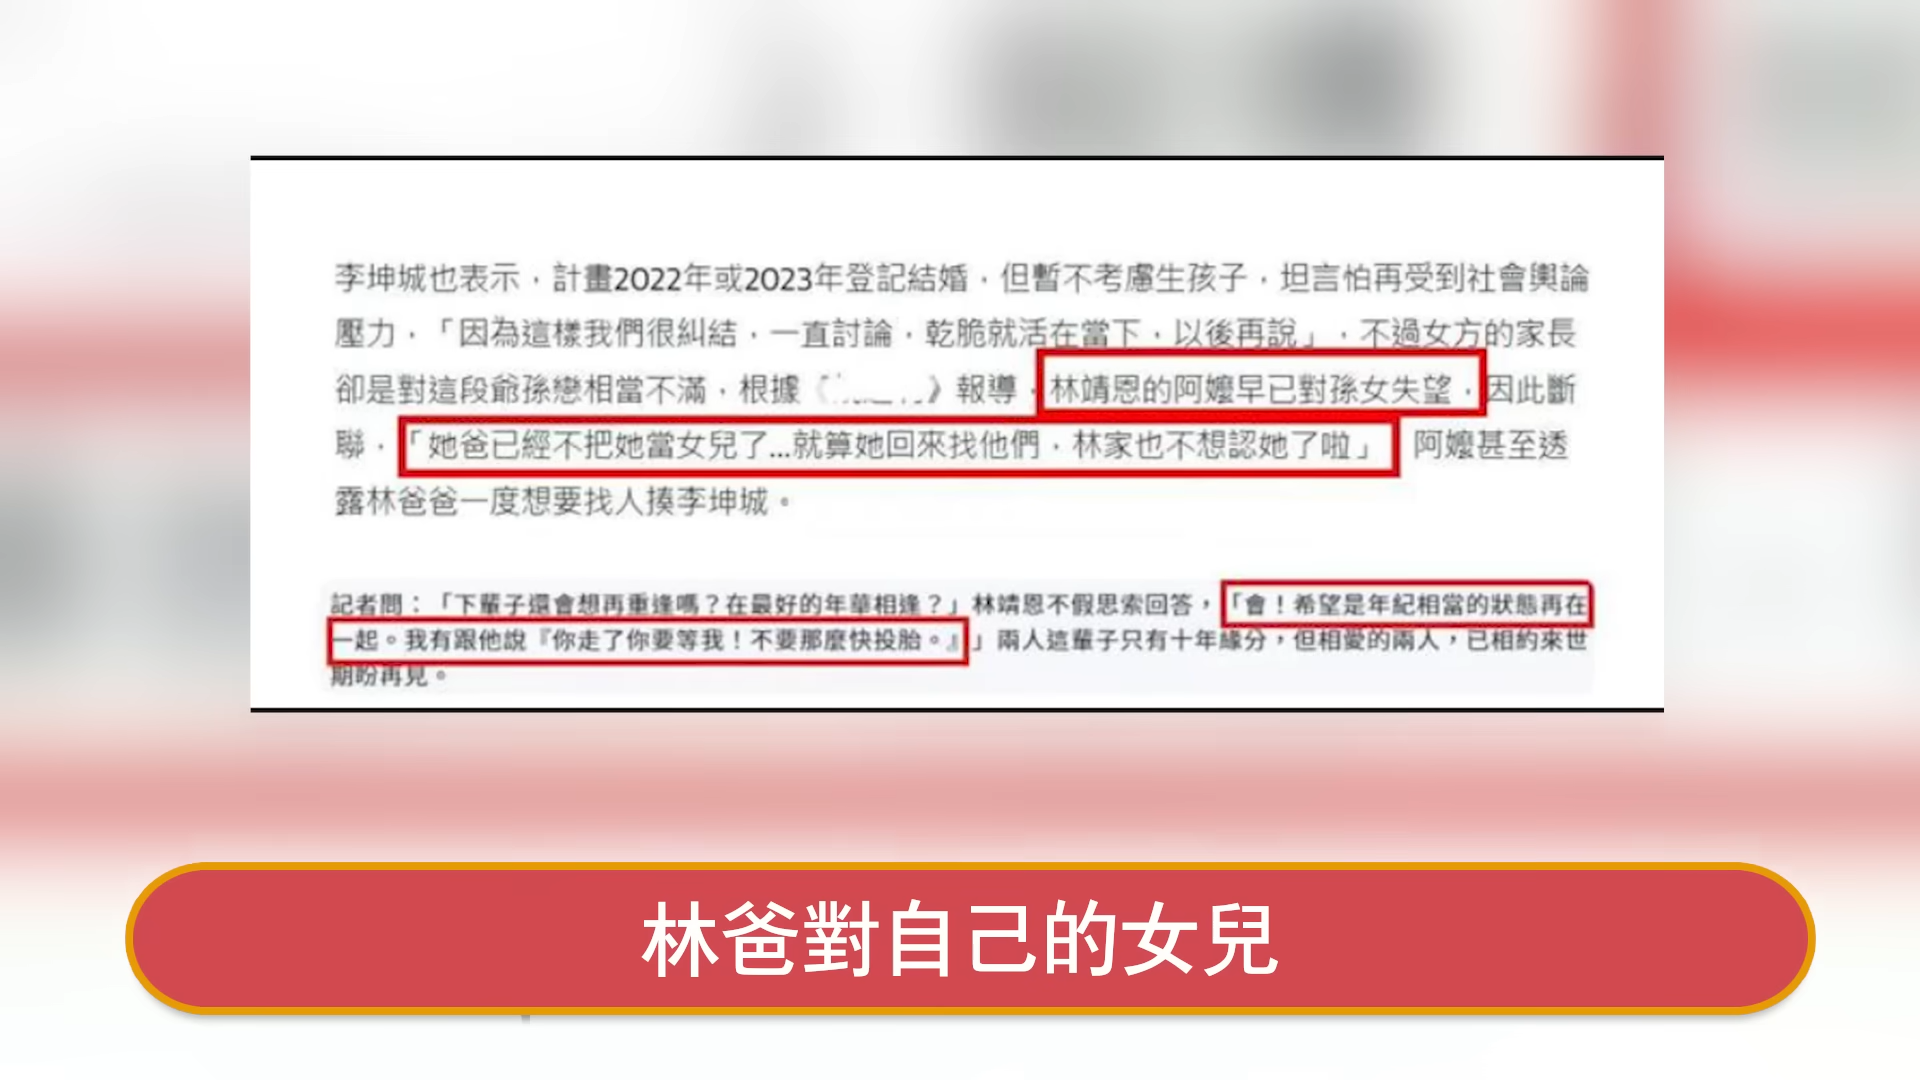 李坤城也表示，計畫2022年或2023年登記結婚，但暫不考慮生孩子，坦言怕再受到社會輿論
壓力，「因為這樣我們很糾結，一直討論，乾脆就活在當下，以後再說」，不過女方的家長
卻是對這段爺孫戀相當不滿，根據《》報導，林靖恩的阿嬤早已對孫女失望，因此斷
聯，「她爸已經不把她當女兒了...就算她回來找他們，林家也不想認她了啦」 阿嬤甚至透
露林爸爸一度想要找人揍李坤城。
記者問：「下輩子還會想再重逢嗎？在最好的年華相逢？」林靖恩不假思索回答，「會！希望是年紀相當的狀態再在
一起。我有跟他說『你走了你要等我！不要那麼快投胎。』」兩人這輩子只有十年緣分，但相愛的兩人，已相約來世
期盼再見。
林爸對自己的女兒